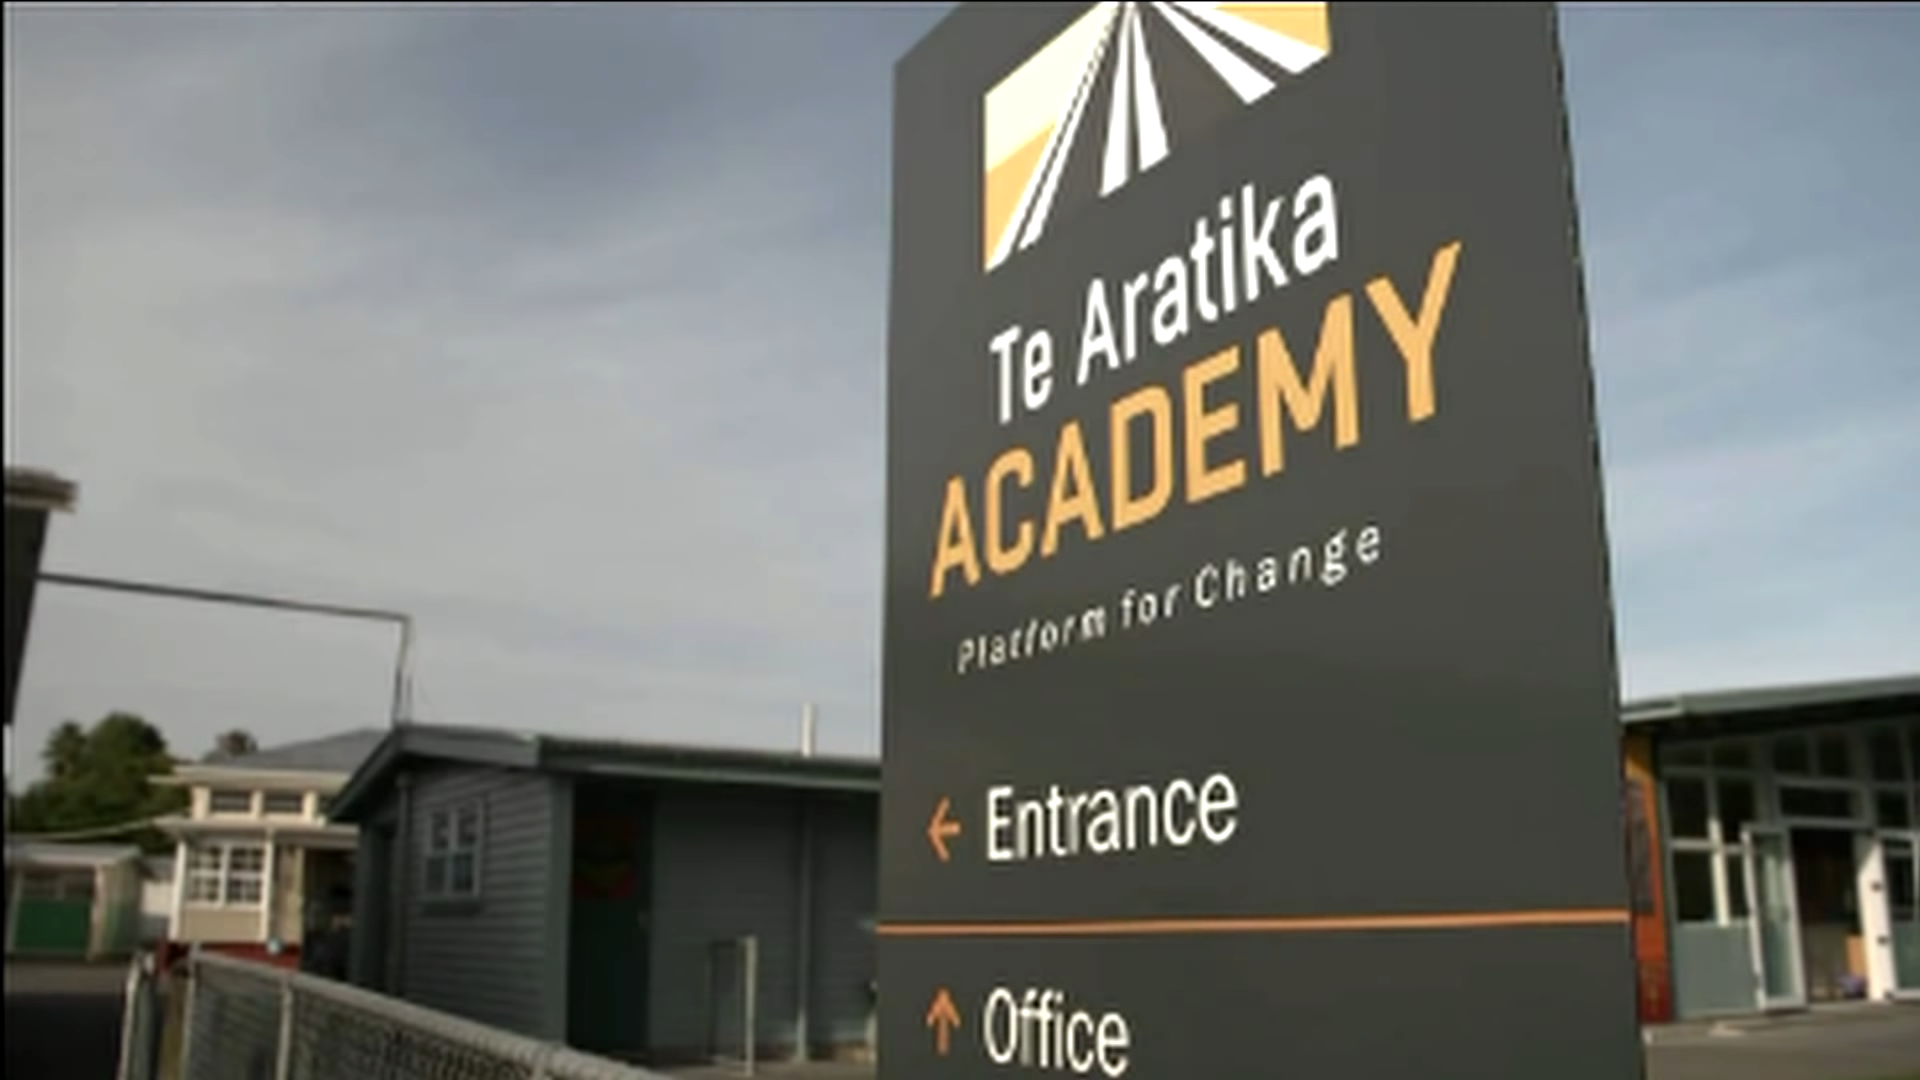 Te Aratika
ACADEMY
Platform for Change
← Entrance
↑ Office